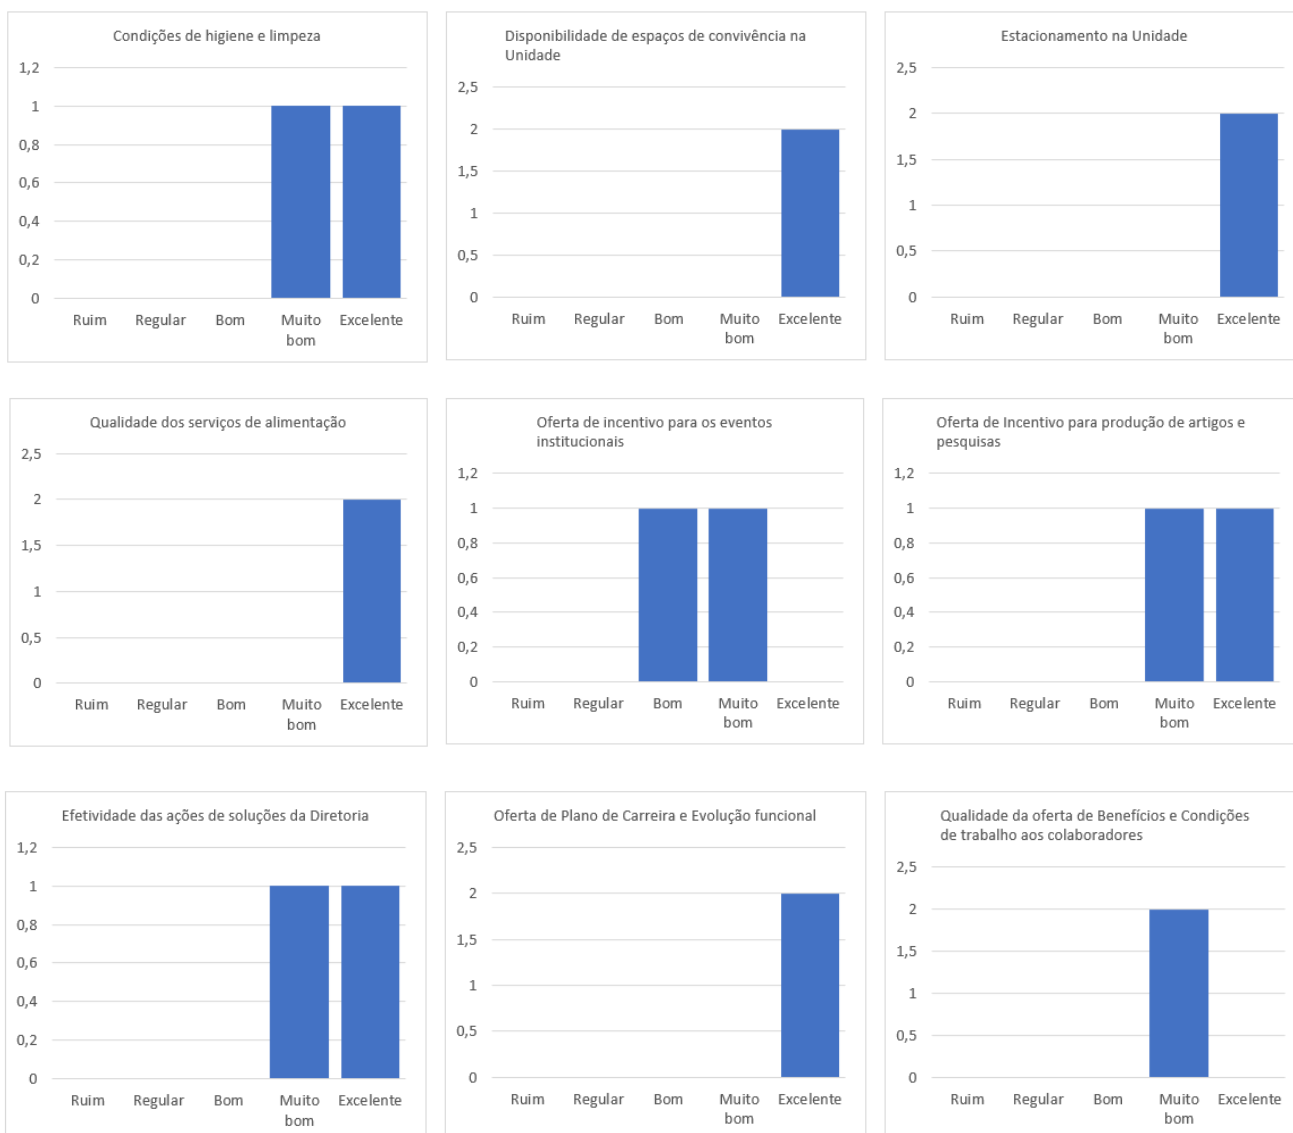 Condições de higiene e limpeza
1,2
1
0,8
0,6
0,4
0,2
0
Ruim Regular Bom Muito bom Excelente
Disponibilidade de espaços de convivência na
Unidade
2,5
2
1,5
1
0,5
0
Ruim Regular Bom Muito bom Excelente
Estacionamento na Unidade
2,5
2
1,5
1
0,5
0
Ruim Regular Bom Muito bom Excelente
Qualidade dos serviços de alimentação
2,5
2
1,5
1
0,5
0
Ruim Regular Bom Muito bom Excelente
Oferta de incentivo para os eventos
institucionais
1,2
1
0,8
0,6
0,4
0,2
0
Ruim Regular Bom Muito bom Excelente
Oferta de Incentivo para produção de artigos e
pesquisas
1,2
1
0,8
0,6
0,4
0,2
0
Ruim Regular Bom Muito bom Excelente
Efetividade das ações de soluções da Diretoria
1,2
1
0,8
0,6
0,4
0,2
0
Ruim Regular Bom Muito bom Excelente
Oferta de Plano de Carreira e Evolução funcional
2,5
2
1,5
1
0,5
0
Ruim Regular Bom Muito bom Excelente
Qualidade da oferta de Benefícios e Condições
de trabalho aos colaboradores
2,5
2
1,5
1
0,5
0
Ruim Regular Bom Muito bom Excelente